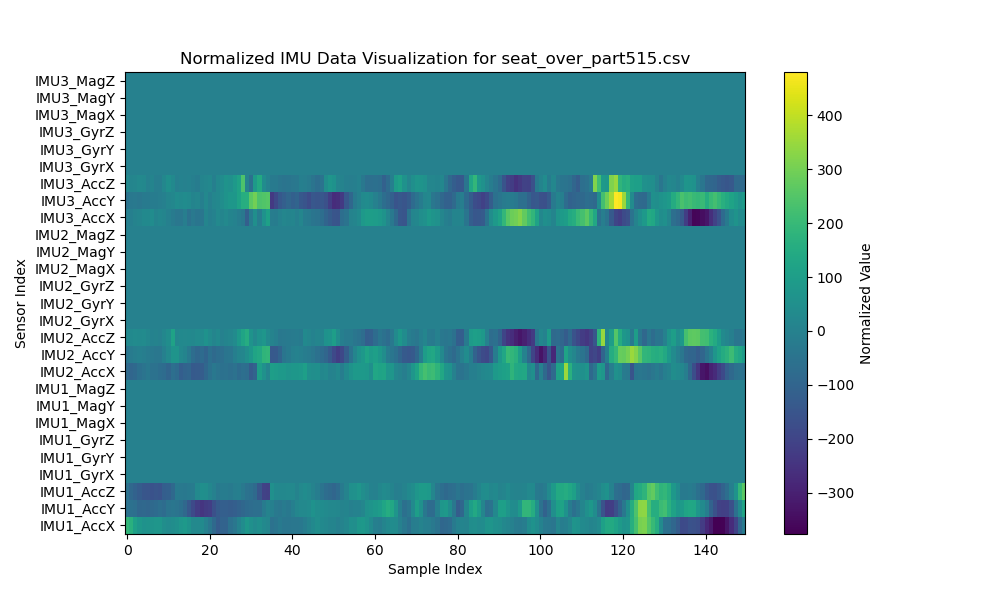 Normalized IMU Data Visualization for seat_over_part515.csv
IMU3_MagZ
IMU3_MagY
IMU3_MagX
IMU3_GyrZ
IMU3_GyrY
IMU3_GyrX
IMU3_AccZ
IMU3_AccY
IMU3_AccX
IMU2_MagZ
IMU2_MagY
IMU2_MagX
IMU2_GyrZ
IMU2_GyrY
IMU2_GyrX
IMU2_AccZ
IMU2_AccY
IMU2_AccX
IMU1_MagZ
IMU1_MagY
IMU1_MagX
IMU1_GyrZ
IMU1_GyrY
IMU1_GyrX
IMU1_AccZ
IMU1_AccY
IMU1_AccX
Sensor Index
0 20 40 60 80 100 120 140
Sample Index
400
300
200
100
0
−100
−200
−300
Normalized Value